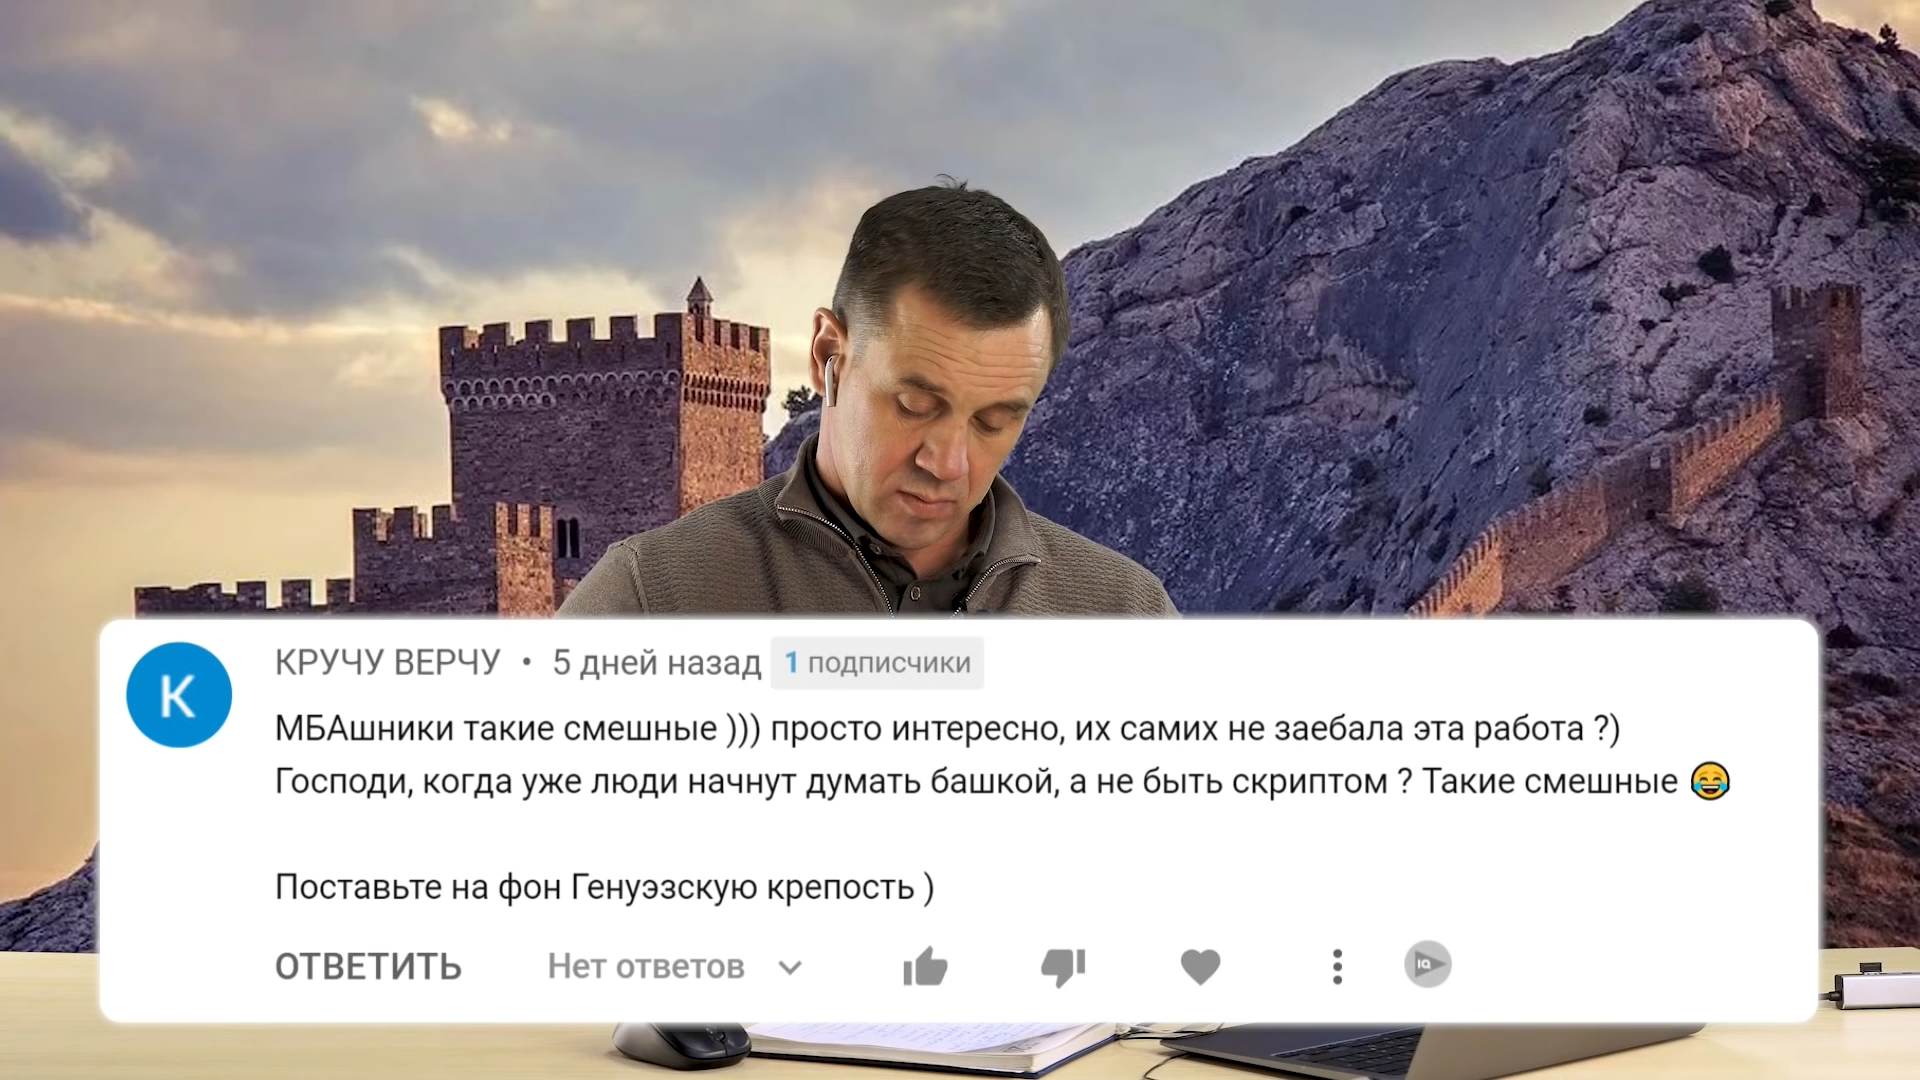 К
КРУЧУ ВЕРЧУ • 5 дней назад 1 подписчики
МБАшники такие смешные ))) просто интересно, их самих не заебала эта работа ?)
Господи, когда уже люди начнут думать башкой, а не быть скриптом ? Такие смешные 😂
Поставьте на фон Генуэзскую крепость )
ОТВЕТИТЬ Нет ответов
IQ